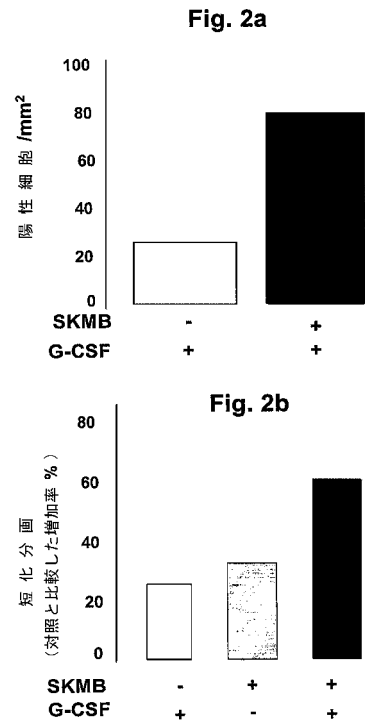 Fig. 2a
陽性細胞/mm²
100
80
60
40
20
0
SKMB - +
G-CSF + +
Fig. 2b
短化分画
(対照と比較した増加率 %)
80
60
40
20
0
SKMB - + +
G-CSF + - +